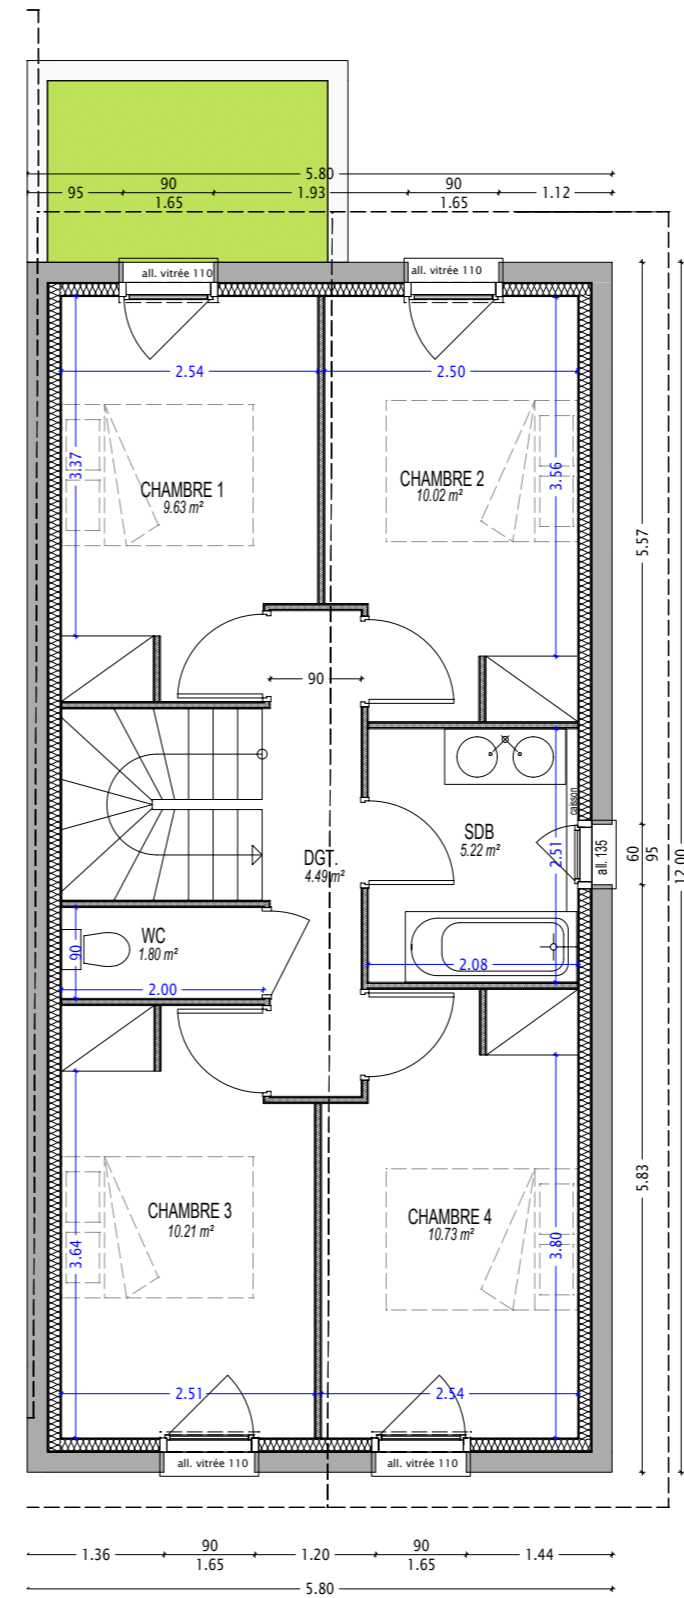 5.80
95
90
1.65
1.93
90
1.65
1.12
all. vitrée 110
all. vitrée 110
2.54
2.50
3.37
3.56
CHAMBRE 1
9.63 m²
CHAMBRE 2
10.02 m²
5.57
90
caisson
SDB
5.22 m²
2.51
all. 135
60
95
12.00
DGT.
4.49 m²
WC
1.80 m²
90
2.00
2.08
CHAMBRE 3
10.21 m²
CHAMBRE 4
10.73 m²
3.64
3.80
5.83
2.51
2.54
all. vitrée 110
all. vitrée 110
1.36
90
1.65
1.20
90
1.65
1.44
5.80